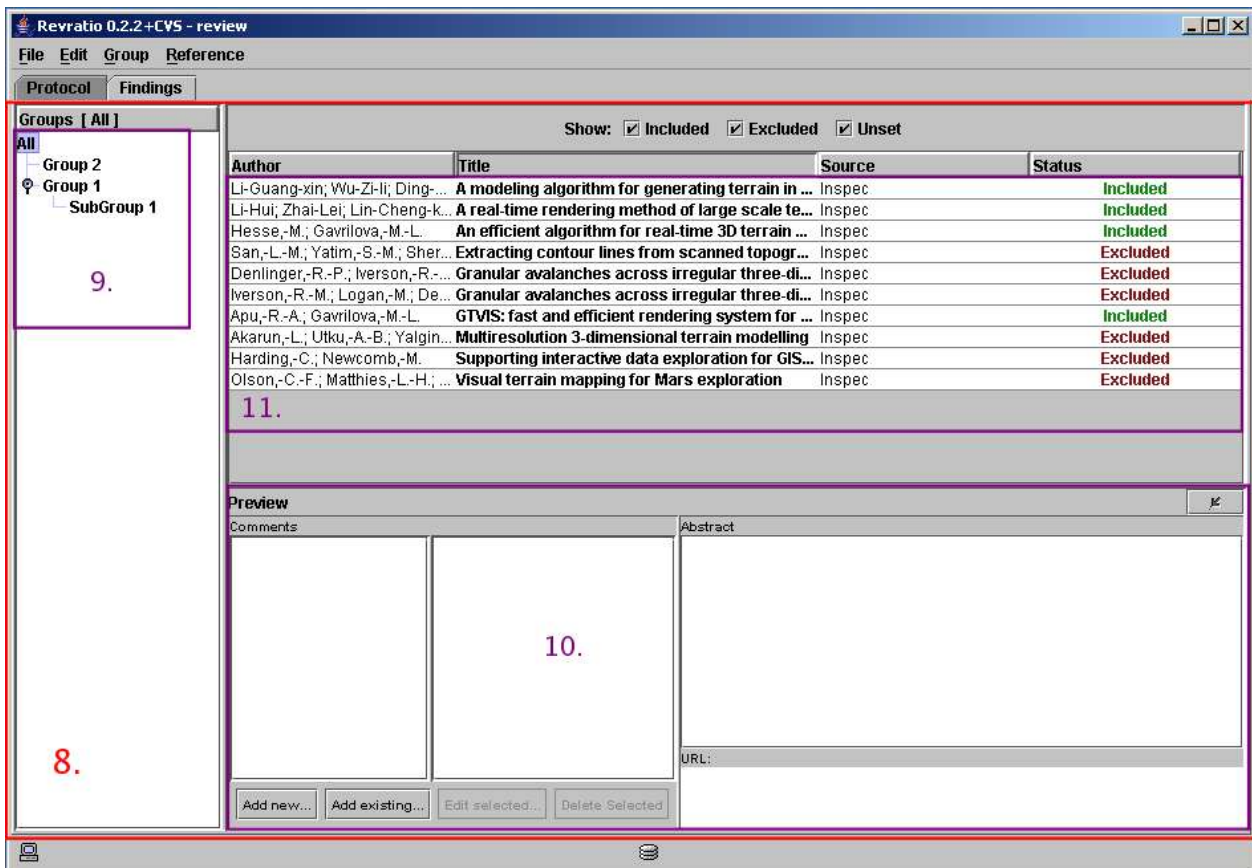 Revratio 0.2.2+CVS - review
File Edit Group Reference
Protocol Findings
Groups [ All ]
All
Group 2
Group 1
SubGroup 1
9.
8.
Show: Included Excluded Unset
Author Title Source Status
Li-Guang-xin; Wu-Zi-li; Ding-... A modeling algorithm for generating terrain in ... Inspec Included
Li-Hui; Zhai-Lei; Lin-Cheng-k... A real-time rendering method of large scale te... Inspec Included
Hesse,-M.; Gavrilova,-M.-L. An efficient algorithm for real-time 3D terrain ... Inspec Included
San,-L.-M.; Yatim,-S.-M.; Sher... Extracting contour lines from scanned topogr... Inspec Excluded
Denlinger,-R.-P.; Iverson,-R.-... Granular avalanches across irregular three-di... Inspec Excluded
Iverson,-R.-M.; Logan,-M.; De... Granular avalanches across irregular three-di... Inspec Excluded
Apu,-R.-A.; Gavrilova,-M.-L. GTVIS: fast and efficient rendering system for ... Inspec Included
Akarun,-L.; Utku,-A.-B.; Yalgin... Multiresolution 3-dimensional terrain modelling Inspec Excluded
Harding,-C.; Newcomb,-M. Supporting interactive data exploration for GIS... Inspec Excluded
Olson,-C.-F.; Matthies,-L.-H.; ... Visual terrain mapping for Mars exploration Inspec Excluded
11.
Preview
Comments Abstract
10.
URL:
Add new... Add existing... Edit selected... Delete Selected